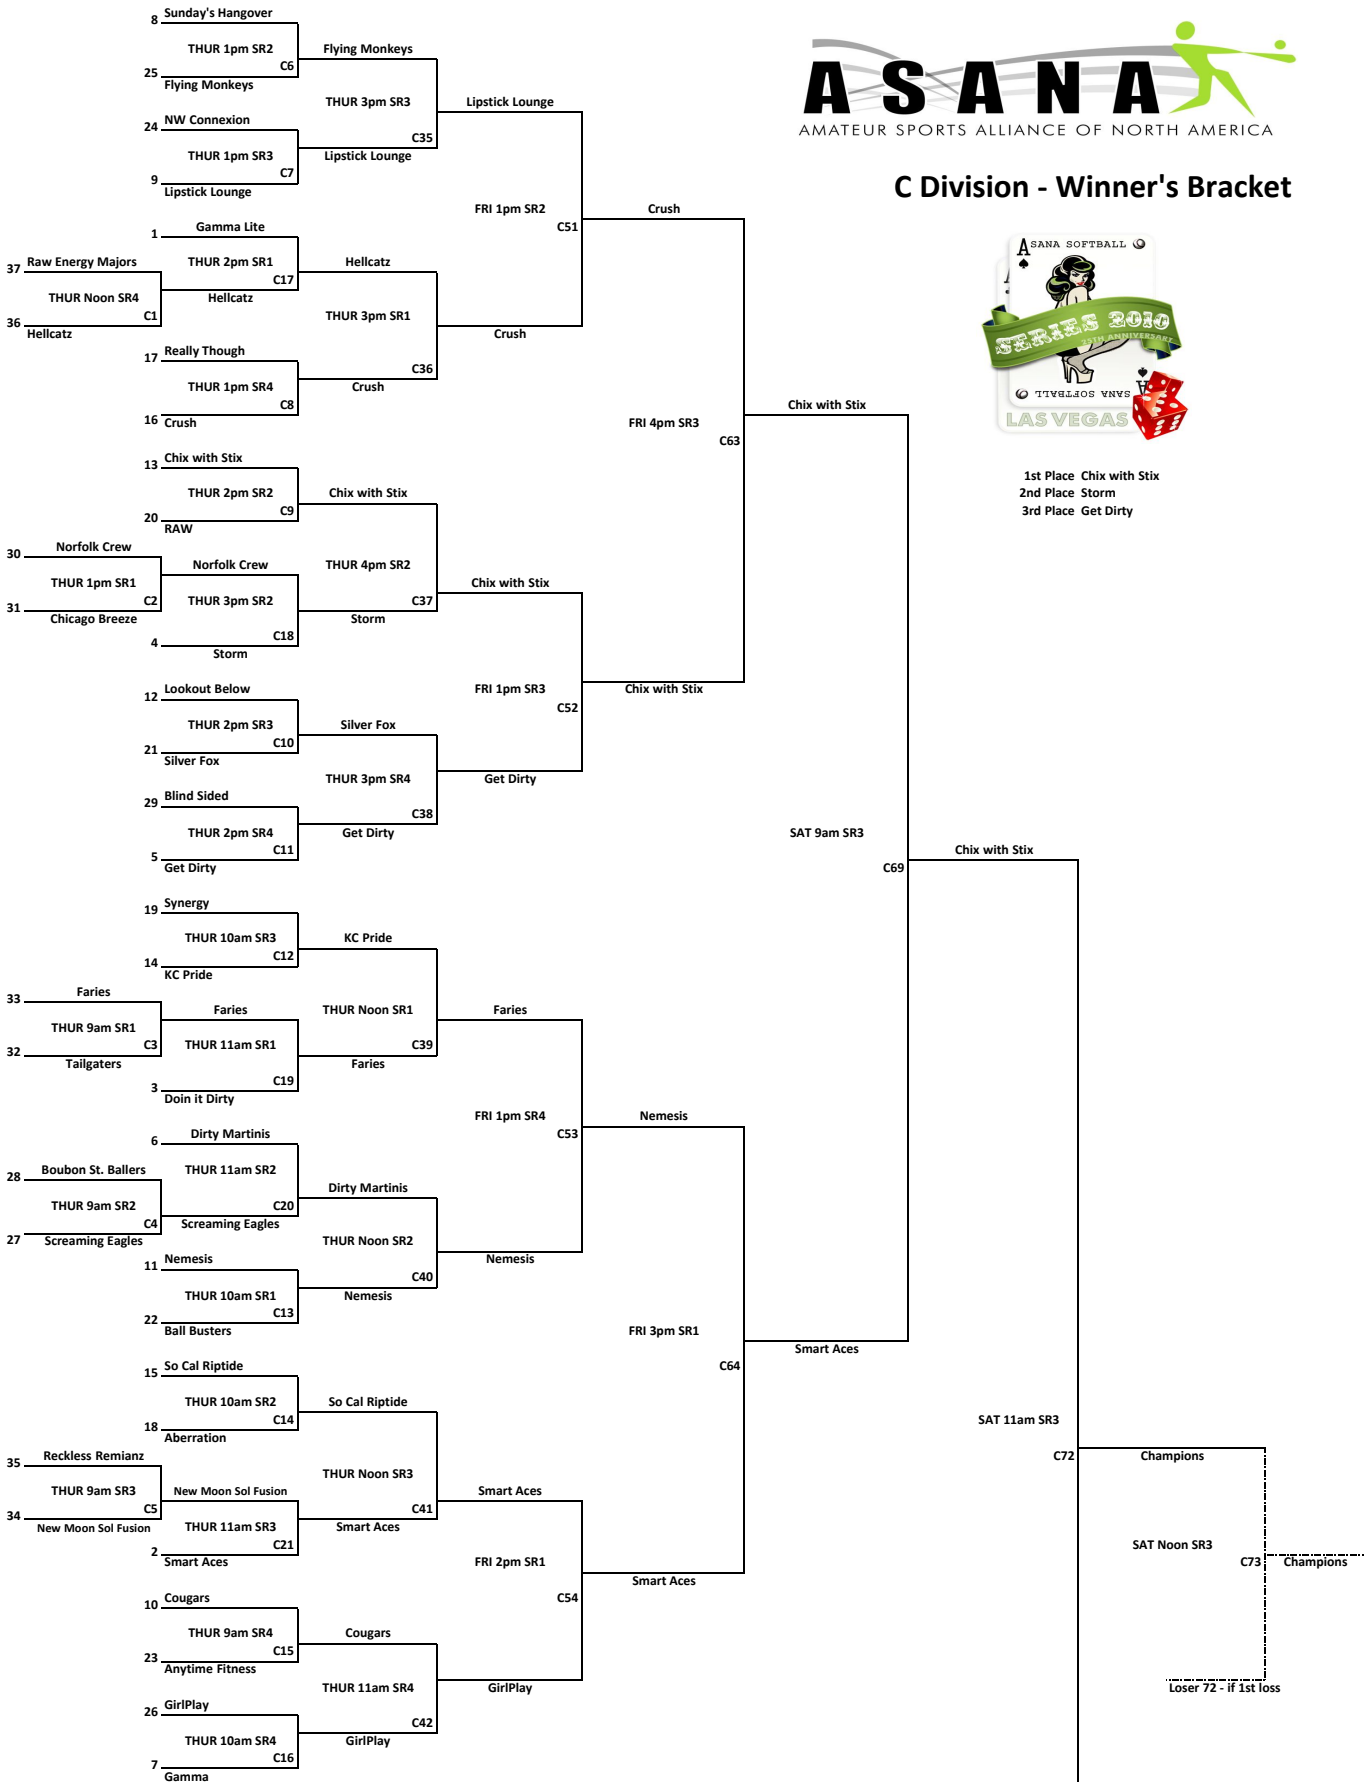 ASANA
AMATEUR SPORTS ALLIANCE OF NORTH AMERICA
C Division - Winner's Bracket
A SANA SOFTBALL
SERIES 2010
25TH ANNIVERSARY
A SANA SOFTBALL
LAS VEGAS
1st Place Chix with Stix
2nd Place Storm
3rd Place Get Dirty
8 Sunday's Hangover
THUR 1pm SR2
C6
25 Flying Monkeys
Flying Monkeys
THUR 3pm SR3
C35
Lipstick Lounge
24 NW Connexion
THUR 1pm SR3
C7
9 Lipstick Lounge
Lipstick Lounge
FRI 1pm SR2
C51
Crush
1 Gamma Lite
THUR 2pm SR1
C17
Hellcatz
37 Raw Energy Majors
THUR Noon SR4
C1
36 Hellcatz
Hellcatz
THUR 3pm SR1
C36
Crush
17 Really Though
THUR 1pm SR4
C8
16 Crush
Crush
FRI 4pm SR3
C63
Chix with Stix
13 Chix with Stix
THUR 2pm SR2
C9
20 RAW
Chix with Stix
THUR 4pm SR2
C37
Storm
30 Norfolk Crew
THUR 1pm SR1
C2
31 Chicago Breeze
Norfolk Crew
THUR 3pm SR2
C18
4 Storm
Chix with Stix
FRI 1pm SR3
C52
Chix with Stix
12 Lookout Below
THUR 2pm SR3
C10
21 Silver Fox
Silver Fox
THUR 3pm SR4
C38
Get Dirty
29 Blind Sided
THUR 2pm SR4
C11
5 Get Dirty
Get Dirty
SAT 9am SR3
C69
Chix with Stix
19 Synergy
THUR 10am SR3
C12
14 KC Pride
KC Pride
THUR Noon SR1
C39
Faries
33 Faries
THUR 9am SR1
C3
32 Tailgaters
Faries
THUR 11am SR1
C19
3 Doin it Dirty
Faries
FRI 1pm SR4
C53
Nemesis
6 Dirty Martinis
THUR 11am SR2
C20
Screaming Eagles
28 Boubon St. Ballers
THUR 9am SR2
C4
27 Screaming Eagles
Dirty Martinis
THUR Noon SR2
C40
Nemesis
11 Nemesis
THUR 10am SR1
C13
22 Ball Busters
Nemesis
FRI 3pm SR1
C64
Smart Aces
15 So Cal Riptide
THUR 10am SR2
C14
18 Aberration
So Cal Riptide
THUR Noon SR3
C41
Smart Aces
35 Reckless Remianz
THUR 9am SR3
C5
34 New Moon Sol Fusion
New Moon Sol Fusion
THUR 11am SR3
C21
2 Smart Aces
Smart Aces
FRI 2pm SR1
C54
Smart Aces
10 Cougars
THUR 9am SR4
C15
23 Anytime Fitness
Cougars
THUR 11am SR4
C42
GirlPlay
26 GirlPlay
THUR 10am SR4
C16
7 Gamma
GirlPlay
SAT 11am SR3
C72
Champions
SAT Noon SR3
C73
Champions
Loser 72 - if 1st loss